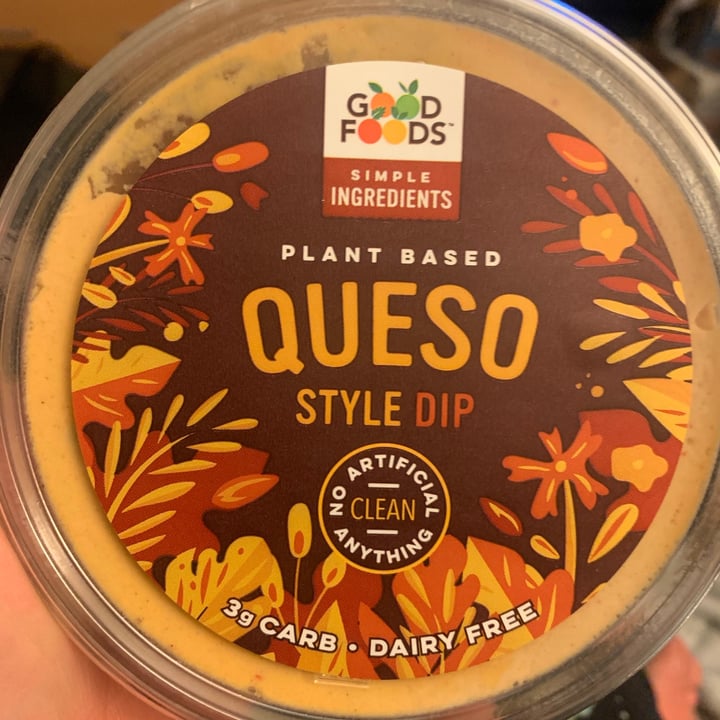 GOOD
FOODS™
SIMPLE
INGREDIENTS
PLANT BASED
QUESO
STYLE DIP
NO ARTIFICIAL
CLEAN
ANYTHING
3g CARB • DAIRY FREE